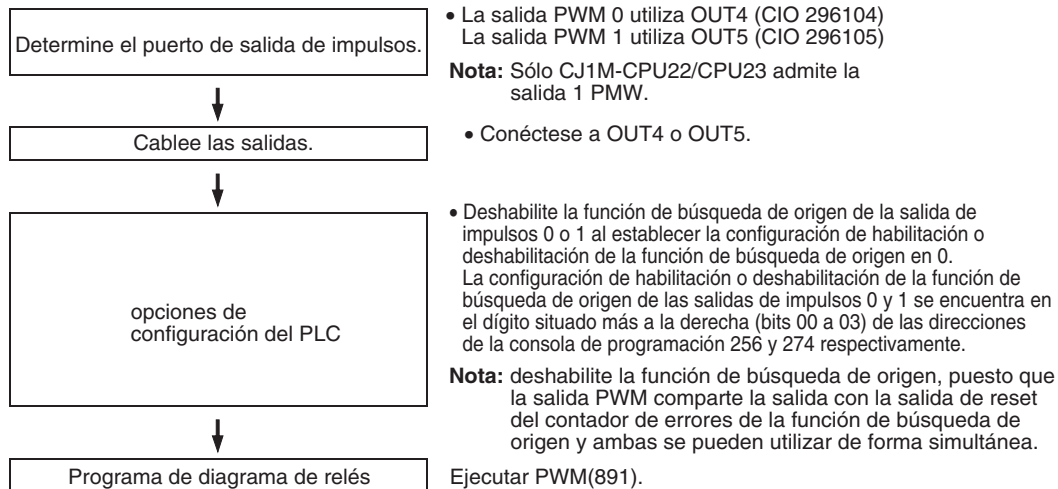 Determine el puerto de salida de impulsos.
• La salida PWM 0 utiliza OUT4 (CIO 296104)
La salida PWM 1 utiliza OUT5 (CIO 296105)
Nota: Sólo CJ1M-CPU22/CPU23 admite la
salida 1 PMW.
Cablee las salidas.
• Conéctese a OUT4 o OUT5.
opciones de
configuración del PLC
• Deshabilite la función de búsqueda de origen de la salida de
impulsos 0 o 1 al establecer la configuración de habilitación o
deshabilitación de la función de búsqueda de origen en 0.
La configuración de habilitación o deshabilitación de la función de
búsqueda de origen de las salidas de impulsos 0 y 1 se encuentra en
el dígito situado más a la derecha (bits 00 a 03) de las direcciones
de la consola de programación 256 y 274 respectivamente.
Nota: deshabilite la función de búsqueda de origen, puesto que
la salida PWM comparte la salida con la salida de reset
del contador de errores de la función de búsqueda de
origen y ambas se pueden utilizar de forma simultánea.
Programa de diagrama de relés
Ejecutar PWM(891).